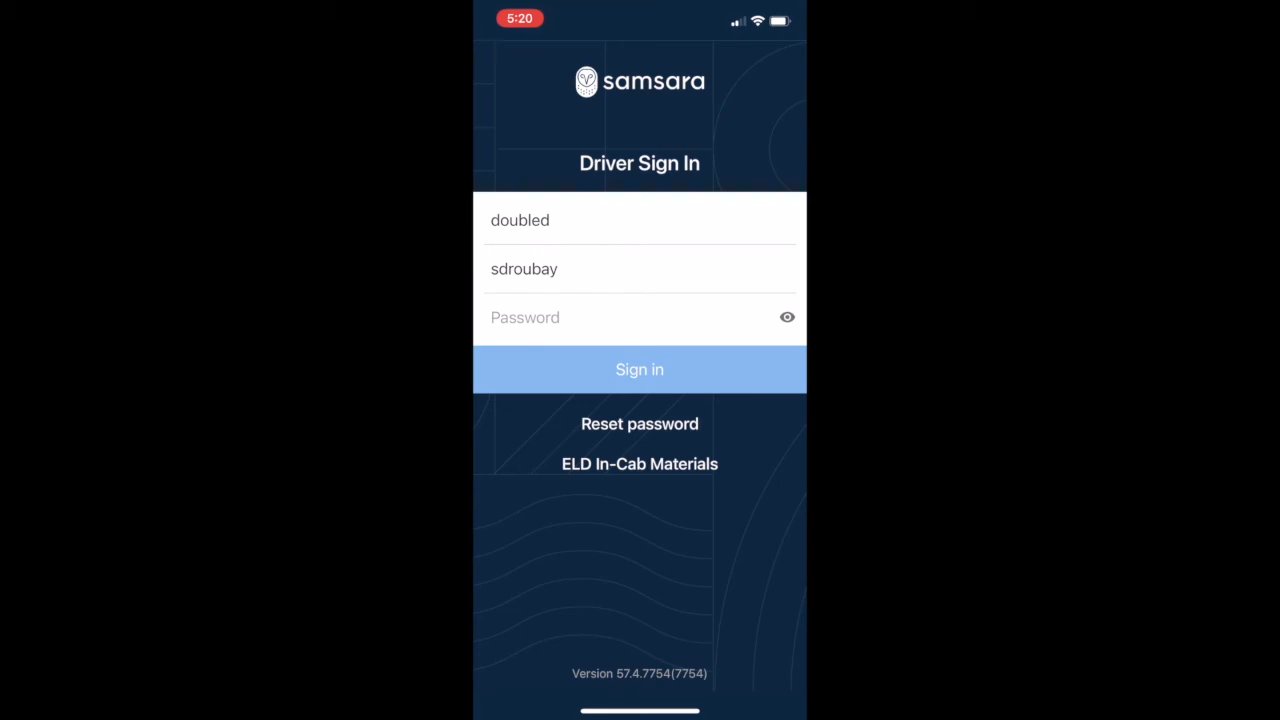 5:20
samsara
Driver Sign In
doubled
sdroubay
Password
Sign in
Reset password
ELD In-Cab Materials
Version 57.4.7754(7754)